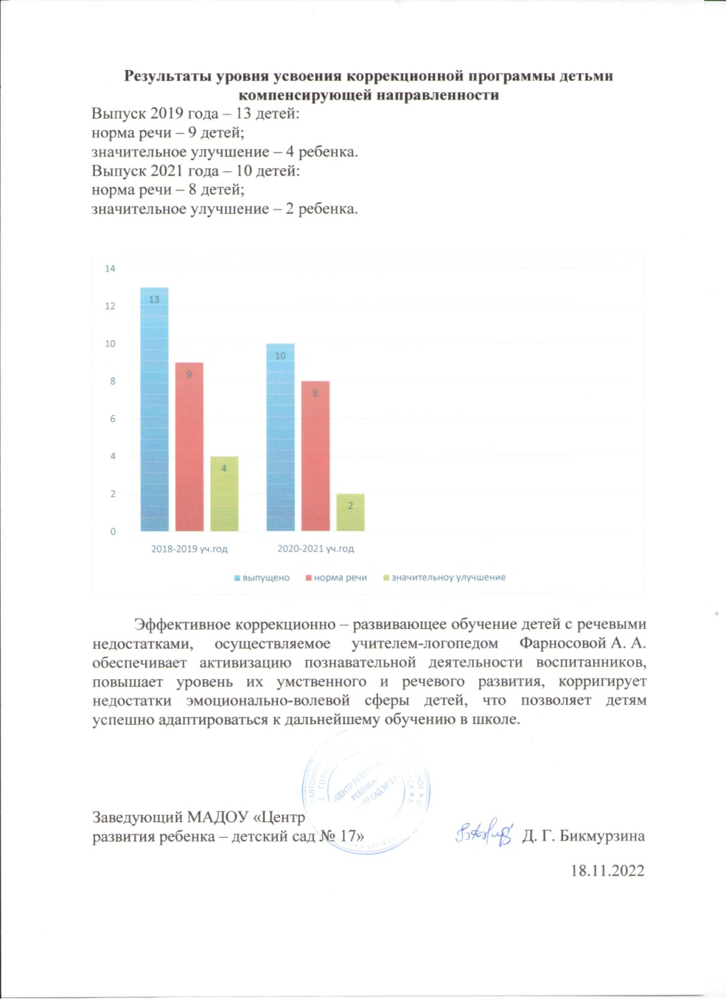 Результаты уровня усвоения коррекционной программы детьми
компенсирующей направленности
Выпуск 2019 года – 13 детей:
норма речи – 9 детей;
значительное улучшение – 4 ребенка.
Выпуск 2021 года – 10 детей:
норма речи – 8 детей;
значительное улучшение – 2 ребенка.
14
12
10
8
6
4
2
0
13
9
4
10
8
2
2018-2019 уч.год
2020-2021 уч.год
выпущено
норма речи
значительноу улучшение
Эффективное коррекционно – развивающее обучение детей с речевыми
недостатками, осуществляемое учителем-логопедом Фарносовой А. А.
обеспечивает активизацию познавательной деятельности воспитанников,
повышает уровень их умственного и речевого развития, корригирует
недостатки эмоционально-волевой сферы детей, что позволяет детям
успешно адаптироваться к дальнейшему обучению в школе.
«ЦЕНТР
РЕБЕНКА-
САД № 17»
Заведующий МАДОУ «Центр
развития ребенка – детский сад № 17»
Д. Г. Бикмурзина
18.11.2022